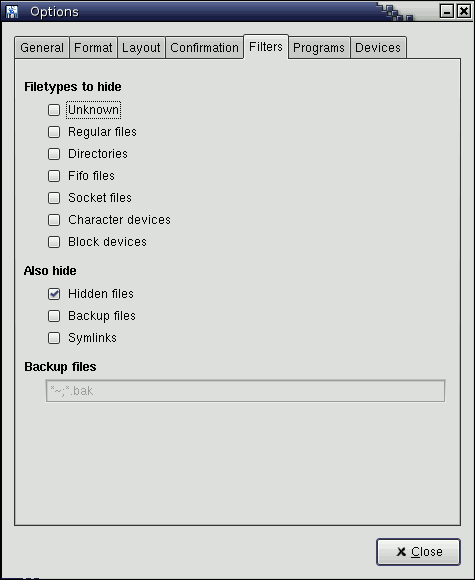 Options
General Format Layout Confirmation Filters Programs Devices
Filetypes to hide
Unknown
Regular files
Directories
Fifo files
Socket files
Character devices
Block devices
Also hide
Hidden files
Backup files
Symlinks
Backup files
*~;*.bak
Close